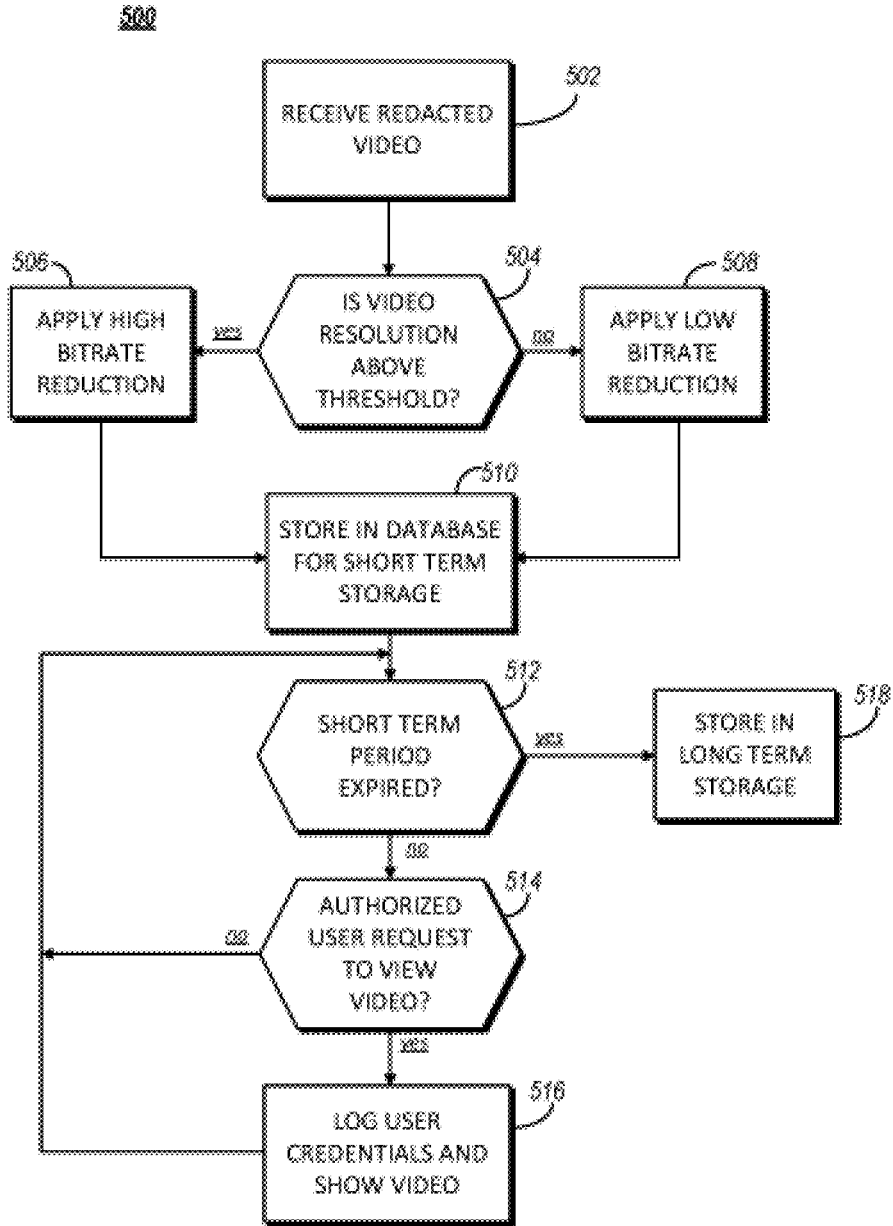 500
502
RECEIVE REDACTED
VIDEO
504
IS VIDEO
RESOLUTION
ABOVE
THRESHOLD?
yes
no
506
APPLY HIGH
BITRATE
REDUCTION
508
APPLY LOW
BITRATE
REDUCTION
510
STORE IN DATABASE
FOR SHORT TERM
STORAGE
512
SHORT TERM
PERIOD
EXPIRED?
yes
518
STORE IN
LONG TERM
STORAGE
no
514
AUTHORIZED
USER REQUEST
TO VIEW
VIDEO?
no
yes
516
LOG USER
CREDENTIALS AND
SHOW VIDEO